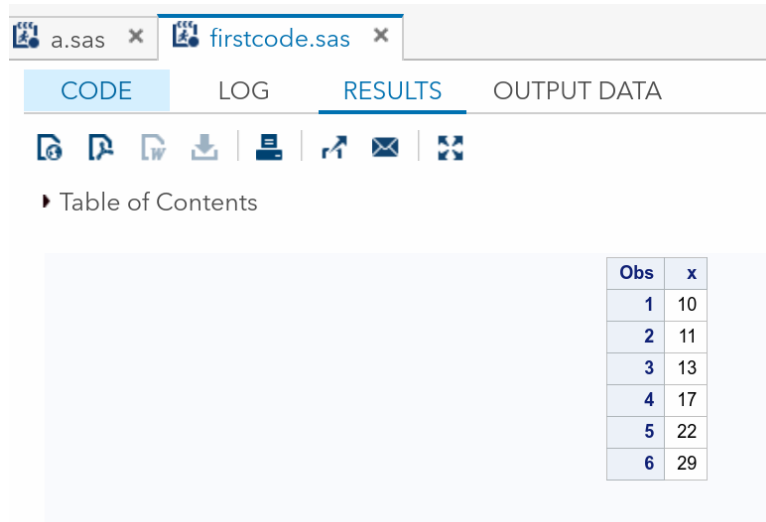 a.sas firstcode.sas
CODE LOG RESULTS OUTPUT DATA
Table of Contents
Obs x
1 10
2 11
3 13
4 17
5 22
6 29